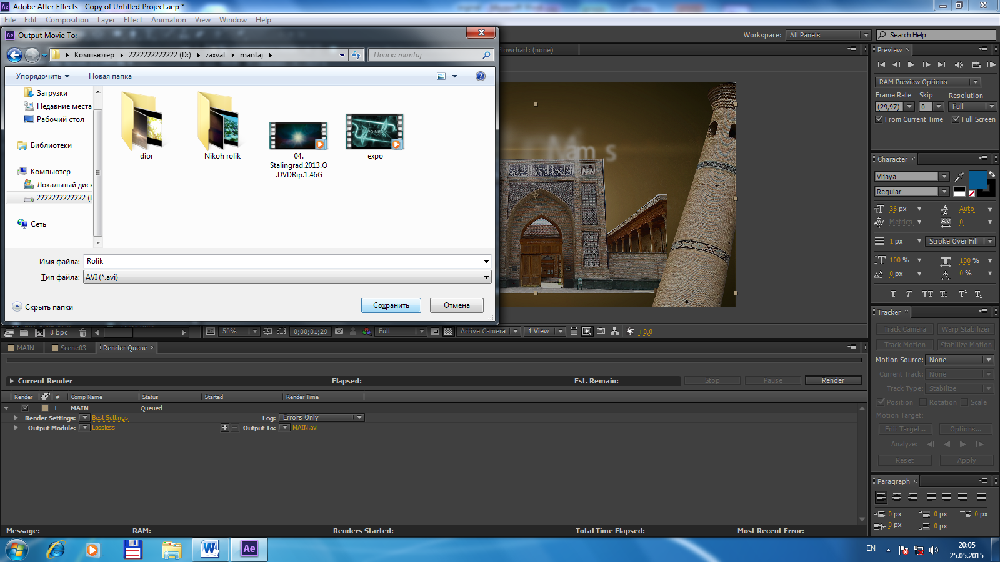 Adobe After Effects - Copy of Untitled Project.aep *
File Edit Composition Layer Effect Animation View Window Help
Workspace: All Panels Search Help
Output Movie To:
Компьютер 2222222222222 (D:) zaxvat mantaj
Поиск: mantaj
Упорядочить Новая папка
Загрузки
Недавние места
Рабочий стол
Библиотеки
Компьютер
Локальный диск
2222222222222 (D
Сеть
dior
Nikoh rolik
04.
Stalingrad.2013.O
.DVDRip.1.46G
EXPO MEDIA
expo
Имя файла: Rolik
Тип файла: AVI (*.avi)
Скрыть папки
Сохранить Отмена
Flowchart: (none)
Nam s
8 bpc
50% 0;00;01;29 Full Active Camera 1 View +0,0
Preview
RAM Preview Options
Frame Rate Skip Resolution
(29,97) 0 Full
From Current Time Full Screen
Character
Vijaya
Regular
36 px Auto
Metrics 0
1 px Stroke Over Fill
100 % 100 %
0 px 0 %
T T TT Tt T¹ T₁
Tracker
Track Camera Warp Stabilizer
Track Motion Stabilize Motion
Motion Source: None
Current Track: None
Track Type: Stabilize
Position Rotation Scale
Motion Target:
Edit Target... Options...
Analyze:
Reset Apply
Paragraph
0 px 0 px 0 px
0 px 0 px
MAIN Scene03 Render Queue
Current Render Elapsed: Est. Remain: Stop Pause Render
Render # Comp Name Status Started Render Time
1 MAIN Queued - -
Render Settings: Best Settings Log: Errors Only
Output Module: Lossless Output To: MAIN.avi
Message: RAM: Renders Started: Total Time Elapsed: Most Recent Error:
W Ae
EN
20:05
25.05.2015